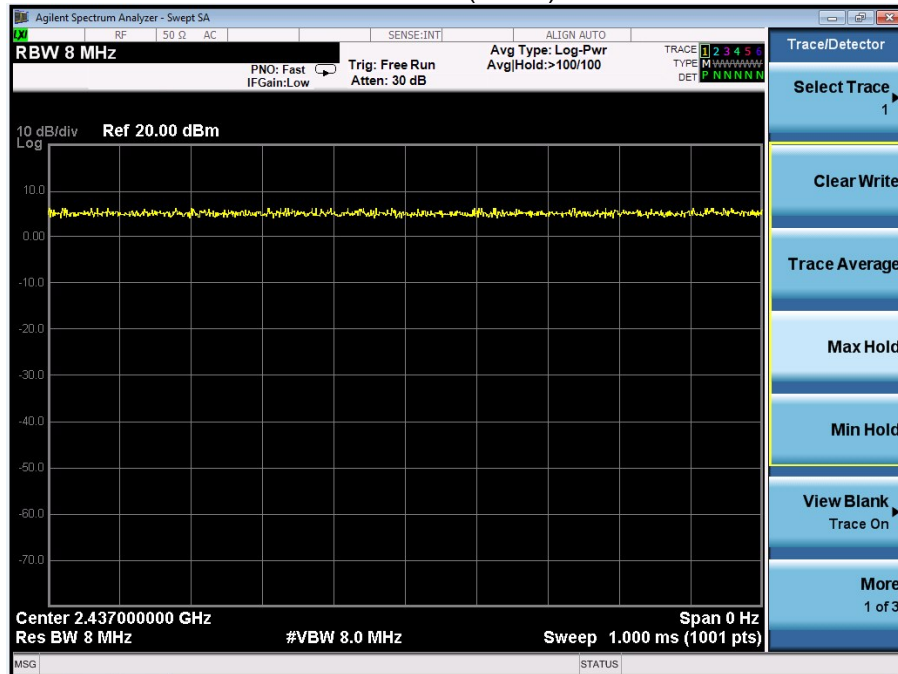 Agilent Spectrum Analyzer - Swept SA
LXI RF 50 Ω AC SENSE:INT ALIGN AUTO
RBW 8 MHz
PNO: Fast
IFGain:Low
Trig: Free Run
Atten: 30 dB
Avg Type: Log-Pwr
Avg|Hold:>100/100
TRACE 1 2 3 4 5 6
TYPE M WWWWW
DET P N N N N N
10 dB/div Ref 20.00 dBm
Log
10.0
0.00
-10.0
-20.0
-30.0
-40.0
-50.0
-60.0
-70.0
Center 2.437000000 GHz Span 0 Hz
Res BW 8 MHz #VBW 8.0 MHz Sweep 1.000 ms (1001 pts)
MSG STATUS
Trace/Detector
Select Trace
1
Clear Write
Trace Average
Max Hold
Min Hold
View Blank
Trace On
More
1 of 3